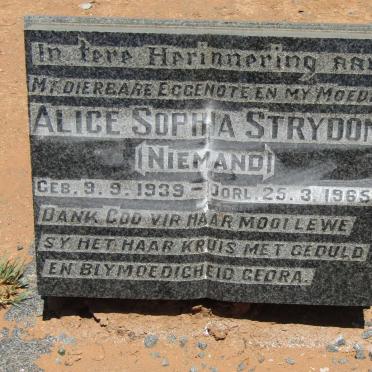 In tere Herinnering aan
MY DIERBARE EGGENOTE EN MY MOED
ALICE SOPHIA STRYDOM
(NIEMAND)
GEB. 9. 9. 1939 - OORL. 25. 3. 1965
DANK GOD VIR HAAR MOOI LEWE
SY HET HAAR KRUIS MET GEDULD
EN BLYMOEDIGHEID GEDRA.